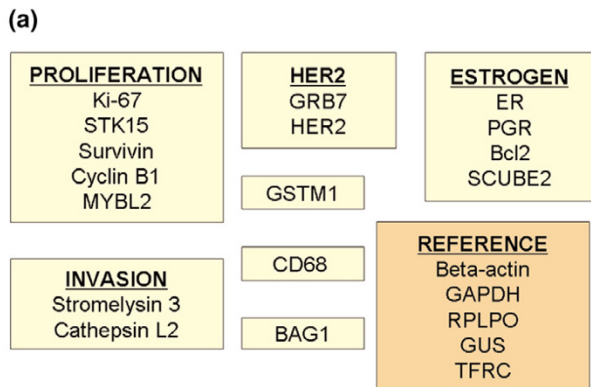 (a)
PROLIFERATION
Ki-67
STK15
Survivin
Cyclin B1
MYBL2
HER2
GRB7
HER2
ESTROGEN
ER
PGR
Bcl2
SCUBE2
GSTM1
INVASION
Stromelysin 3
Cathepsin L2
CD68
BAG1
REFERENCE
Beta-actin
GAPDH
RPLPO
GUS
TFRC